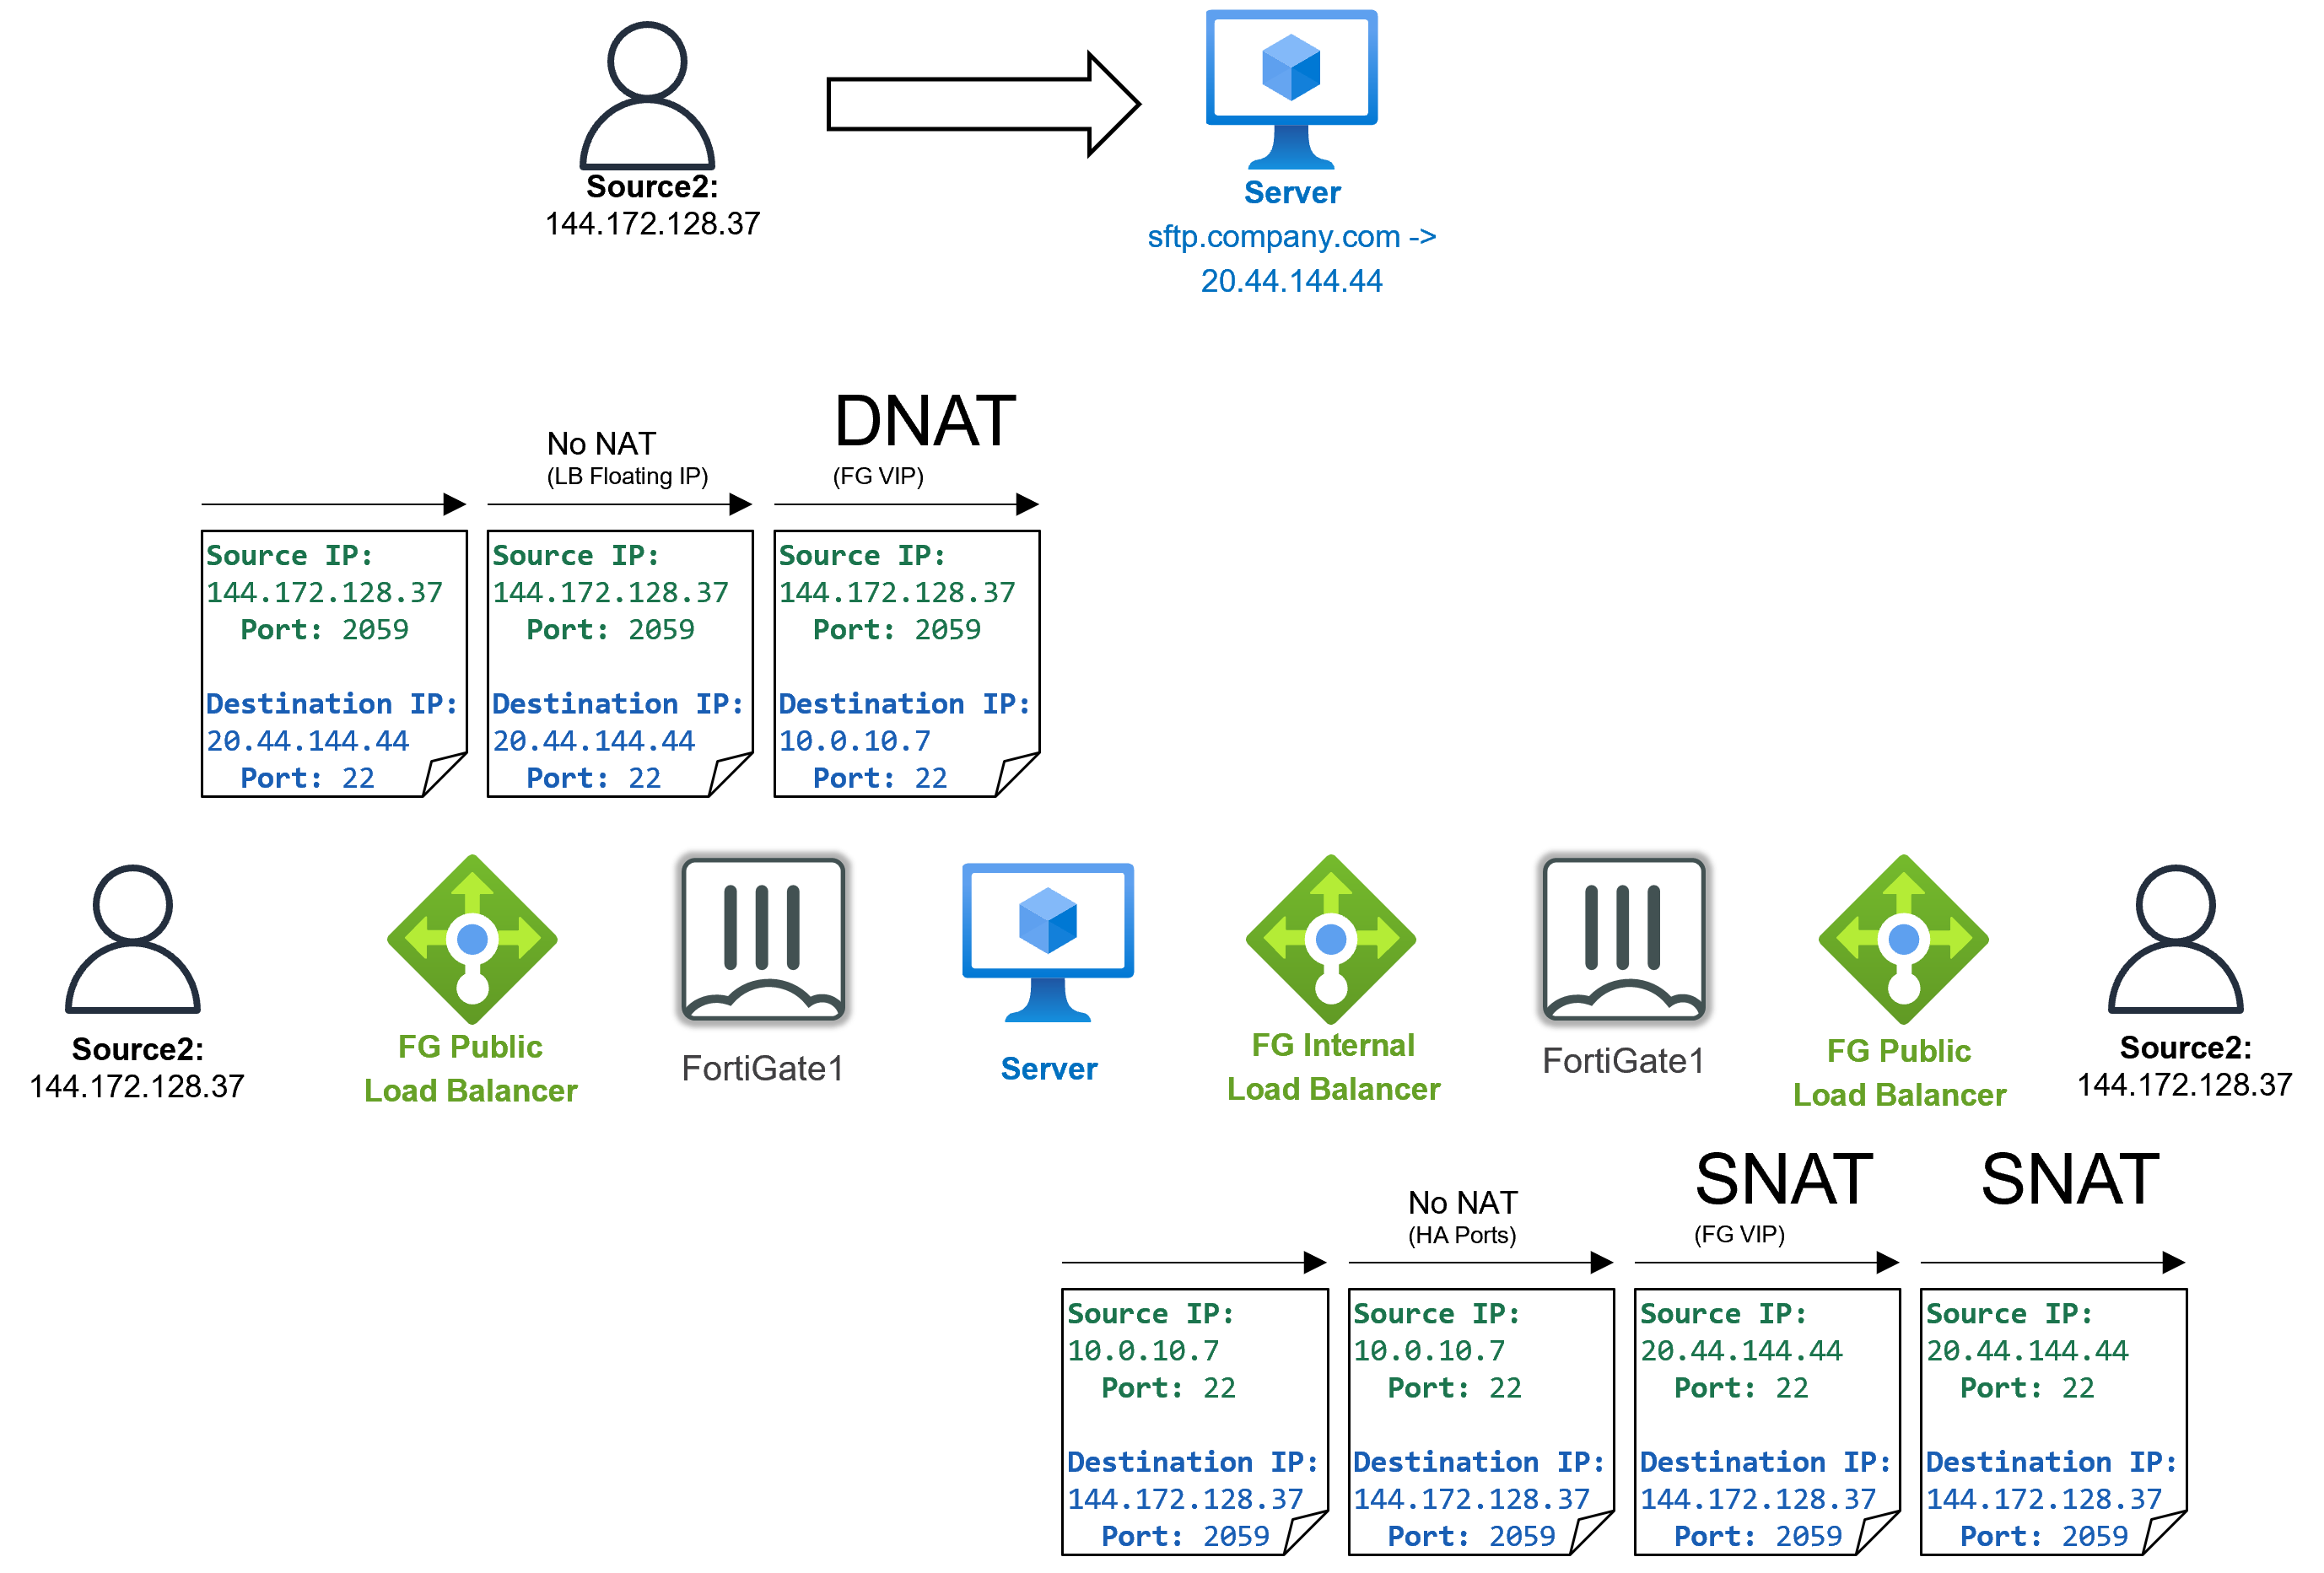 Source2:
144.172.128.37
Server
sftp.company.com ->
20.44.144.44
No NAT
(LB Floating IP)
DNAT
(FG VIP)
Source IP:
144.172.128.37
Port: 2059
Destination IP:
20.44.144.44
Port: 22
Source IP:
144.172.128.37
Port: 2059
Destination IP:
20.44.144.44
Port: 22
Source IP:
144.172.128.37
Port: 2059
Destination IP:
10.0.10.7
Port: 22
Source2:
144.172.128.37
FG Public
Load Balancer
FortiGate1
Server
FG Internal
Load Balancer
FortiGate1
FG Public
Load Balancer
Source2:
144.172.128.37
No NAT
(HA Ports)
SNAT
(FG VIP)
SNAT
Source IP:
10.0.10.7
Port: 22
Destination IP:
144.172.128.37
Port: 2059
Source IP:
10.0.10.7
Port: 22
Destination IP:
144.172.128.37
Port: 2059
Source IP:
20.44.144.44
Port: 22
Destination IP:
144.172.128.37
Port: 2059
Source IP:
20.44.144.44
Port: 22
Destination IP:
144.172.128.37
Port: 2059